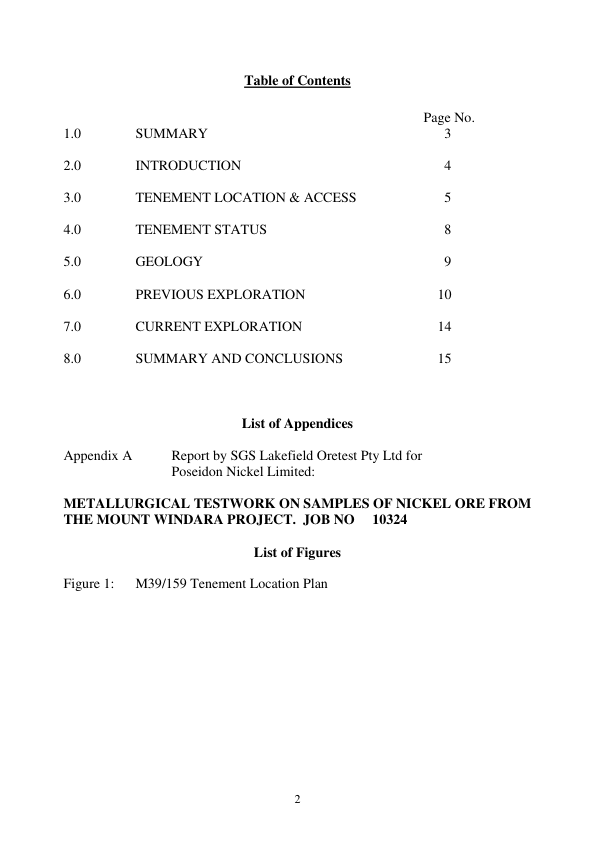 Table of Contents
Page No.
1.0 SUMMARY 3
2.0 INTRODUCTION 4
3.0 TENEMENT LOCATION & ACCESS 5
4.0 TENEMENT STATUS 8
5.0 GEOLOGY 9
6.0 PREVIOUS EXPLORATION 10
7.0 CURRENT EXPLORATION 14
8.0 SUMMARY AND CONCLUSIONS 15
List of Appendices
Appendix A Report by SGS Lakefield Oretest Pty Ltd for
Poseidon Nickel Limited:
METALLURGICAL TESTWORK ON SAMPLES OF NICKEL ORE FROM
THE MOUNT WINDARA PROJECT. JOB NO 10324
List of Figures
Figure 1: M39/159 Tenement Location Plan
2